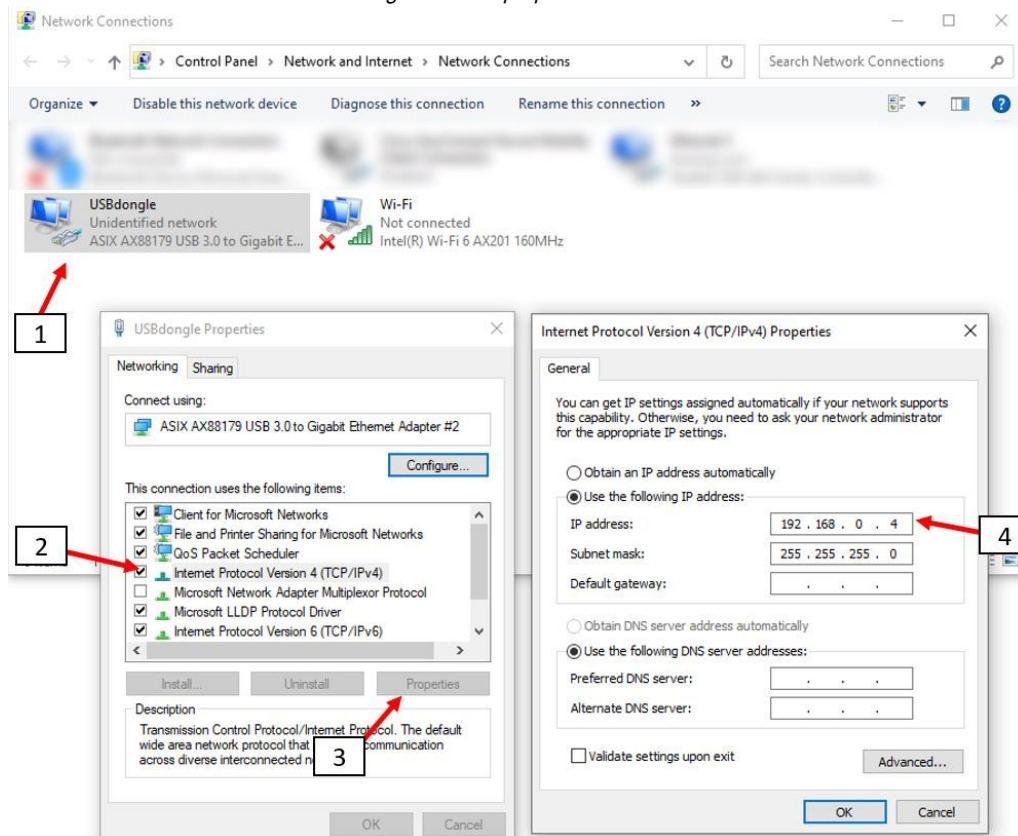 Network Connections
Control Panel > Network and Internet > Network Connections
Search Network Connections
Organize Disable this network device Diagnose this connection Rename this connection »
USBdongle
Unidentified network
ASIX AX88179 USB 3.0 to Gigabit E...
Wi-Fi
Not connected
Intel(R) Wi-Fi 6 AX201 160MHz
1
USBdongle Properties
Networking Sharing
Connect using:
ASIX AX88179 USB 3.0 to Gigabit Ethernet Adapter #2
Configure...
This connection uses the following items:
Client for Microsoft Networks
File and Printer Sharing for Microsoft Networks
QoS Packet Scheduler
2
Internet Protocol Version 4 (TCP/IPv4)
Microsoft Network Adapter Multiplexor Protocol
Microsoft LLDP Protocol Driver
Internet Protocol Version 6 (TCP/IPv6)
Install... Uninstall Properties
Description
Transmission Control Protocol/Internet Protocol. The default
wide area network protocol that communication
across diverse interconnected
3
OK Cancel
Internet Protocol Version 4 (TCP/IPv4) Properties
General
You can get IP settings assigned automatically if your network supports
this capability. Otherwise, you need to ask your network administrator
for the appropriate IP settings.
Obtain an IP address automatically
Use the following IP address:
IP address: 192 . 168 . 0 . 4
4
Subnet mask: 255 . 255 . 255 . 0
Default gateway: . . .
Obtain DNS server address automatically
Use the following DNS server addresses:
Preferred DNS server: . . .
Alternate DNS server: . . .
Validate settings upon exit
Advanced...
OK Cancel